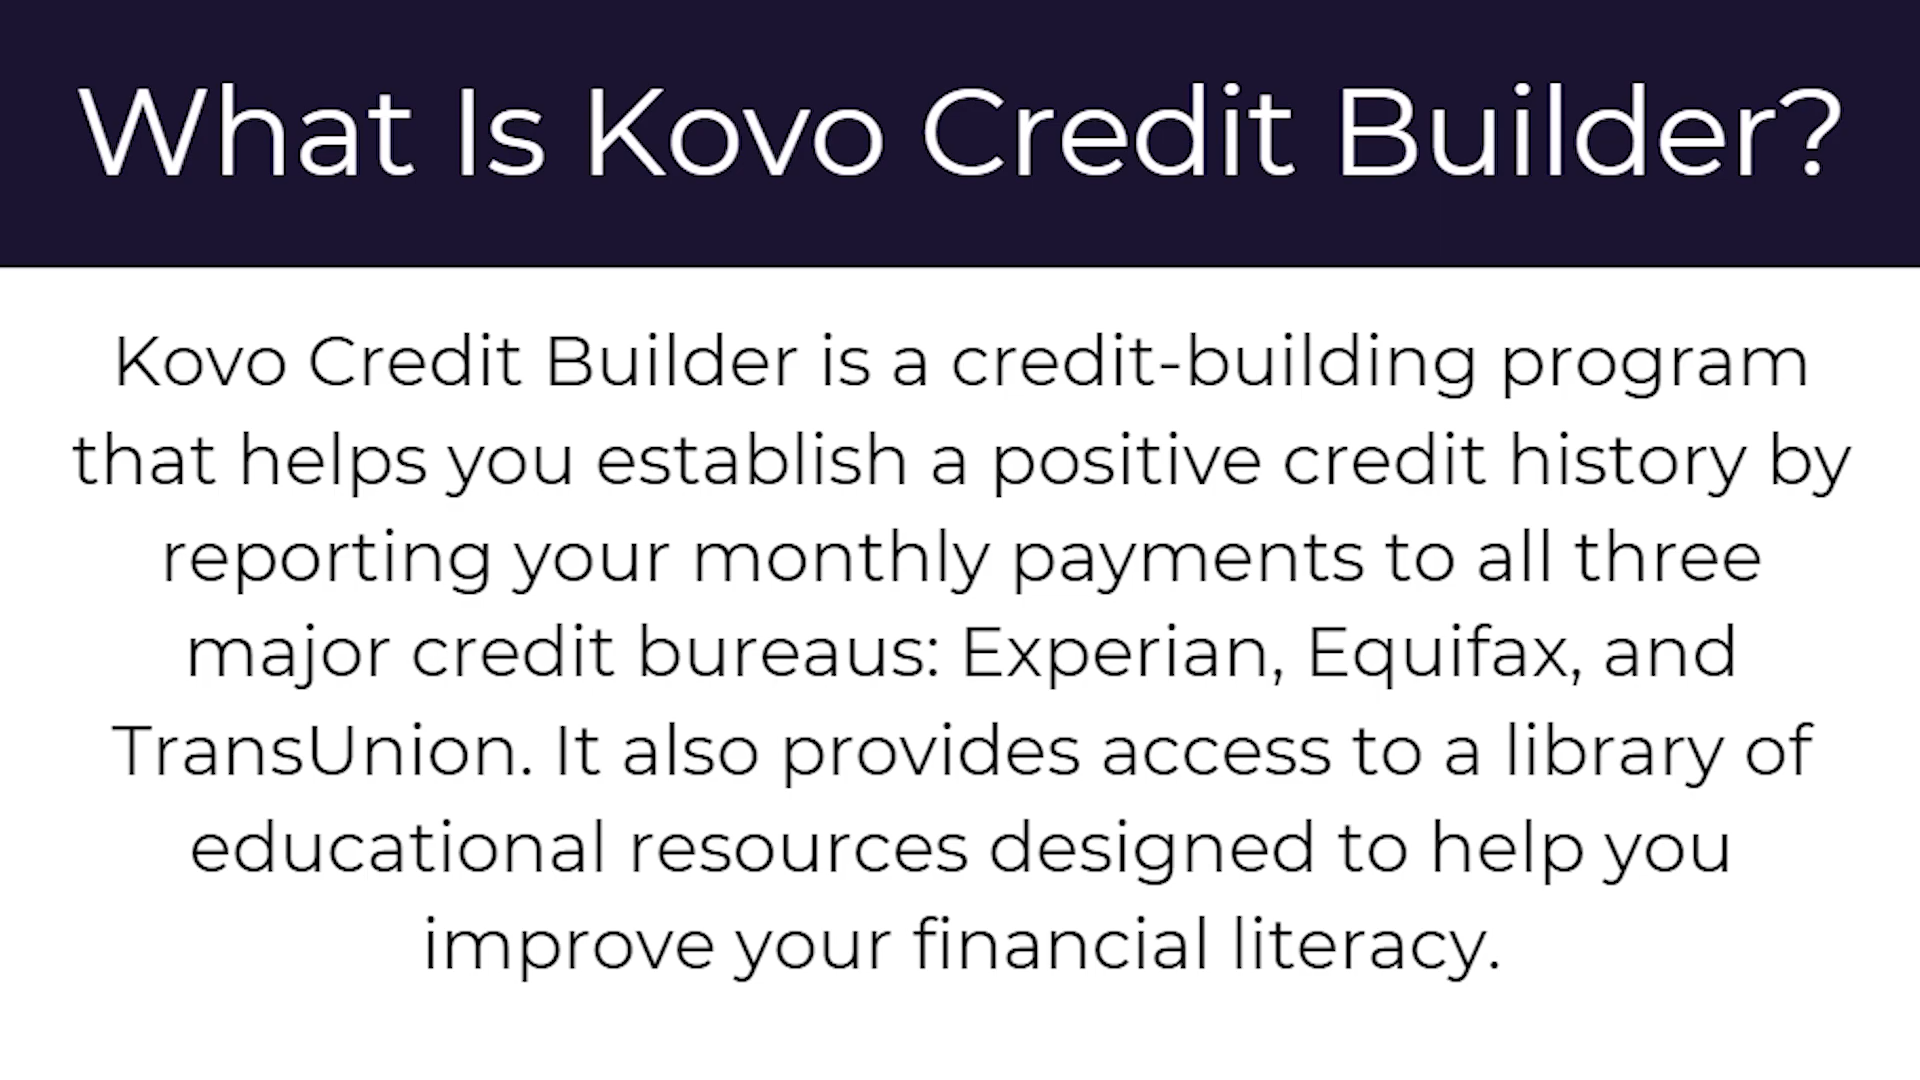 What Is Kovo Credit Builder?
Kovo Credit Builder is a credit-building program
that helps you establish a positive credit history by
reporting your monthly payments to all three
major credit bureaus: Experian, Equifax, and
TransUnion. It also provides access to a library of
educational resources designed to help you
improve your financial literacy.